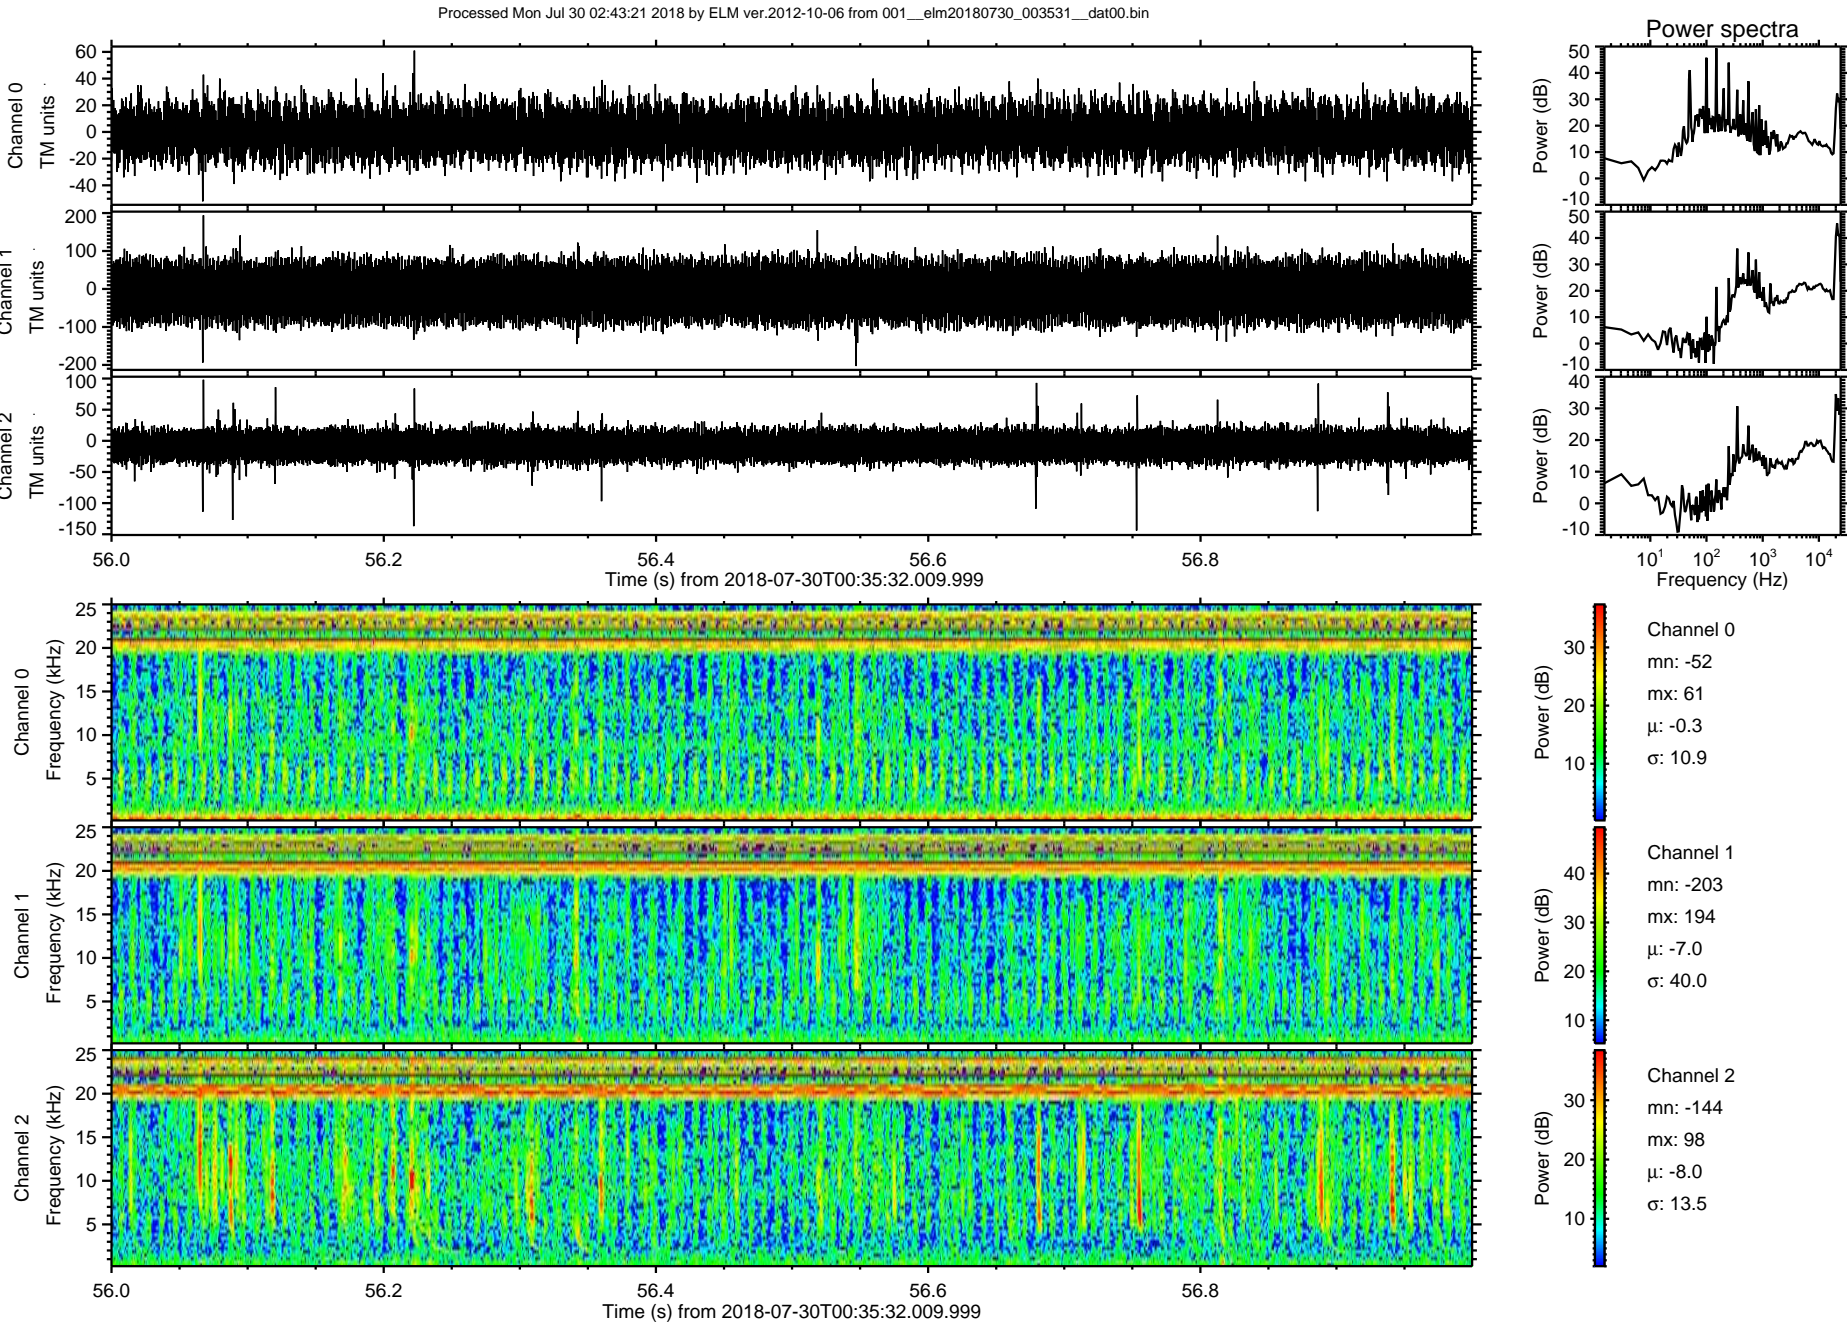 Processed Mon Jul 30 02:43:21 2018 by ELM ver.2012-10-06 from 001__elm20180730_003531__dat00.bin
Power spectra
Channel 0
TM units
60
40
20
0
-20
-40
Power (dB)
50
40
30
20
10
0
-10
Channel 1
TM units
200
100
0
-100
-200
Power (dB)
50
40
30
20
10
0
-10
Channel 2
TM units
100
50
0
-50
-100
-150
Power (dB)
40
30
20
10
0
-10
56.0 56.2 56.4 56.6 56.8
Time (s) from 2018-07-30T00:35:32.009.999
10^1 10^2 10^3 10^4
Frequency (Hz)
Channel 0
Frequency (kHz)
25
20
15
10
5
Power (dB)
30
20
10
Channel 0
mn: -52
mx: 61
μ: -0.3
σ: 10.9
Channel 1
Frequency (kHz)
25
20
15
10
5
Power (dB)
40
30
20
10
Channel 1
mn: -203
mx: 194
μ: -7.0
σ: 40.0
Channel 2
Frequency (kHz)
25
20
15
10
5
Power (dB)
30
20
10
Channel 2
mn: -144
mx: 98
μ: -8.0
σ: 13.5
56.0 56.2 56.4 56.6 56.8
Time (s) from 2018-07-30T00:35:32.009.999